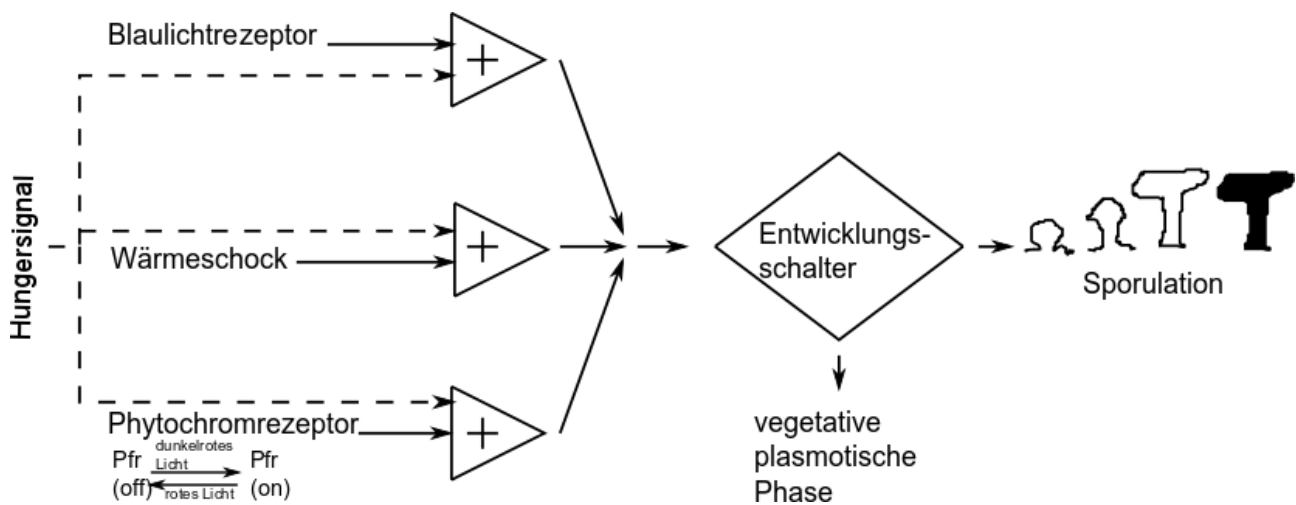 Blaulichtrezeptor
Hungersignal
Wärmeschock
Phytochromrezeptor
dunkelrotes
Licht
Pfr
Pfr
(off)
rotes Licht
(on)
Entwicklungs-
schalter
vegetative
plasmotische
Phase
Sporulation